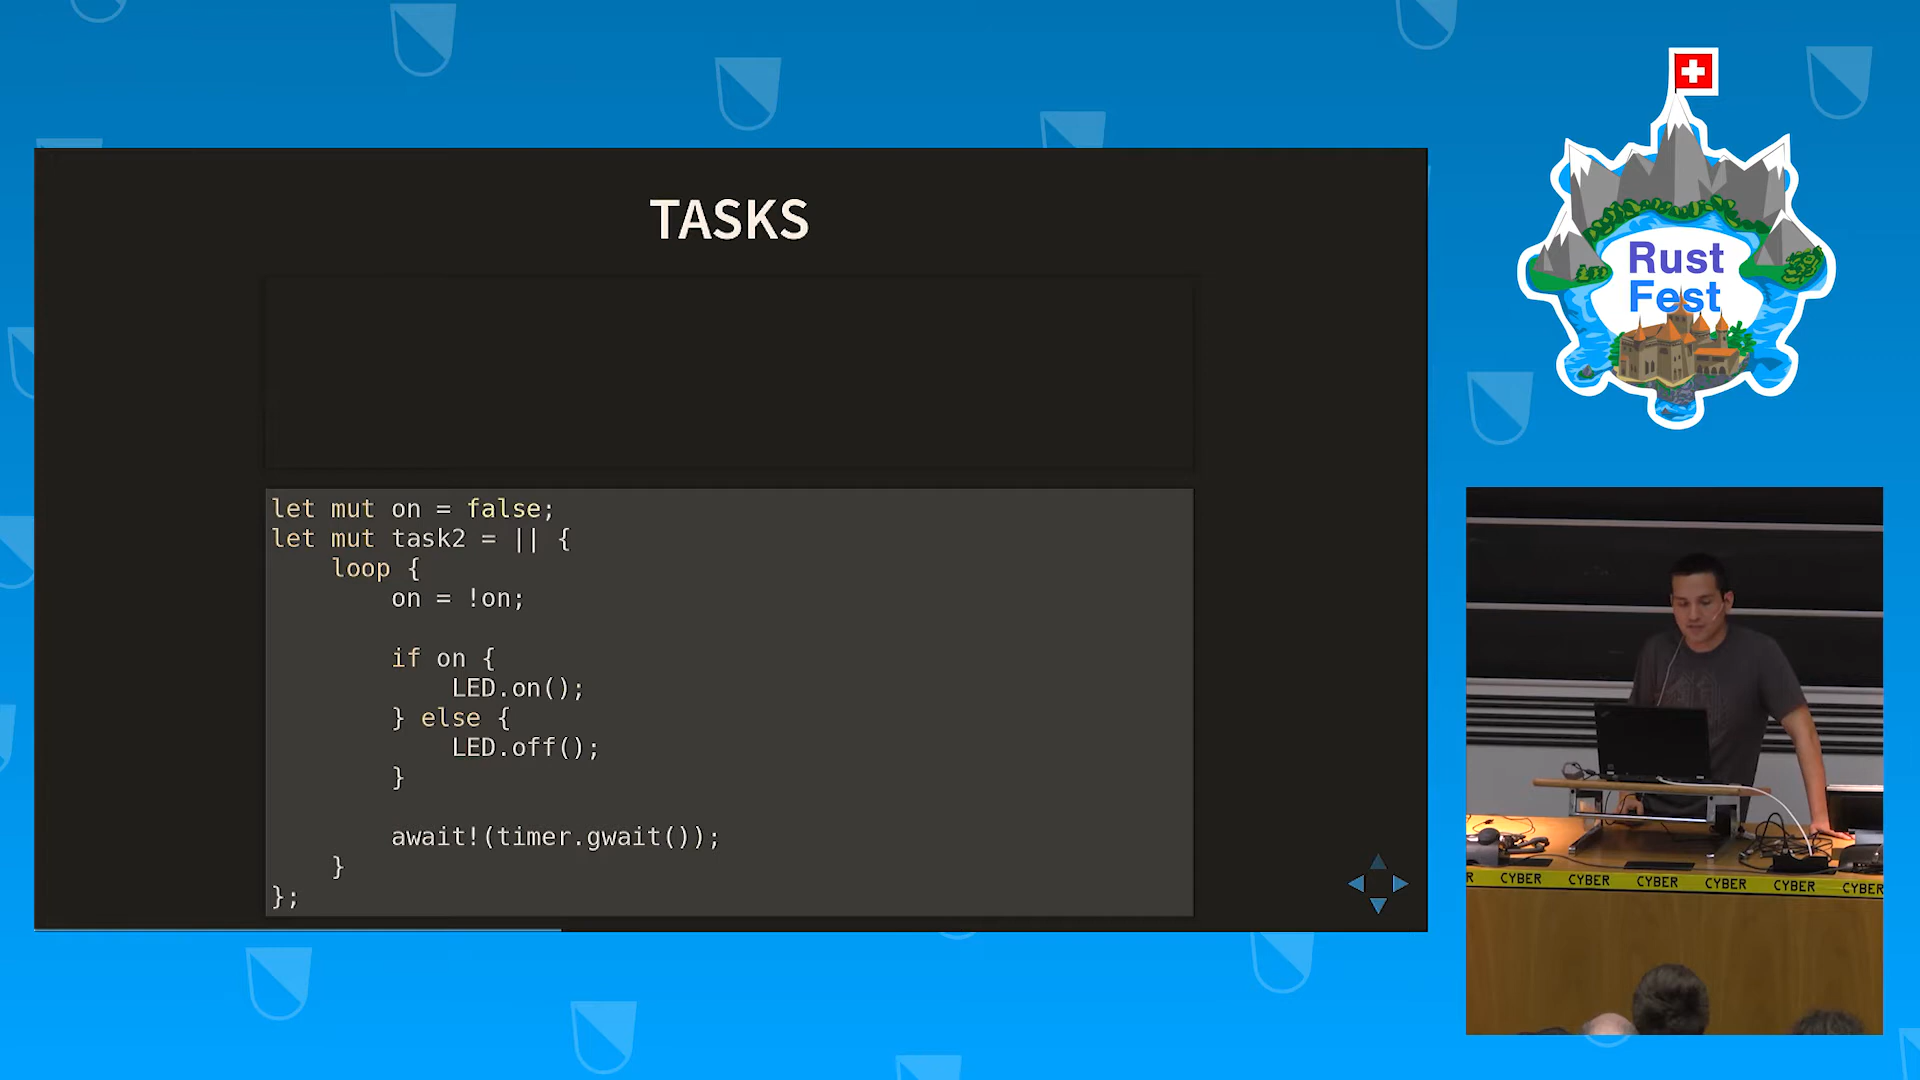 TASKS
let mut on = false;
let mut task2 = || {
    loop {
        on = !on;

        if on {
            LED.on();
        } else {
            LED.off();
        }

        await!(timer.gwait());
    }
};
Rust
Fest
R CYBER CYBER CYBER CYBER CYBER CYBER